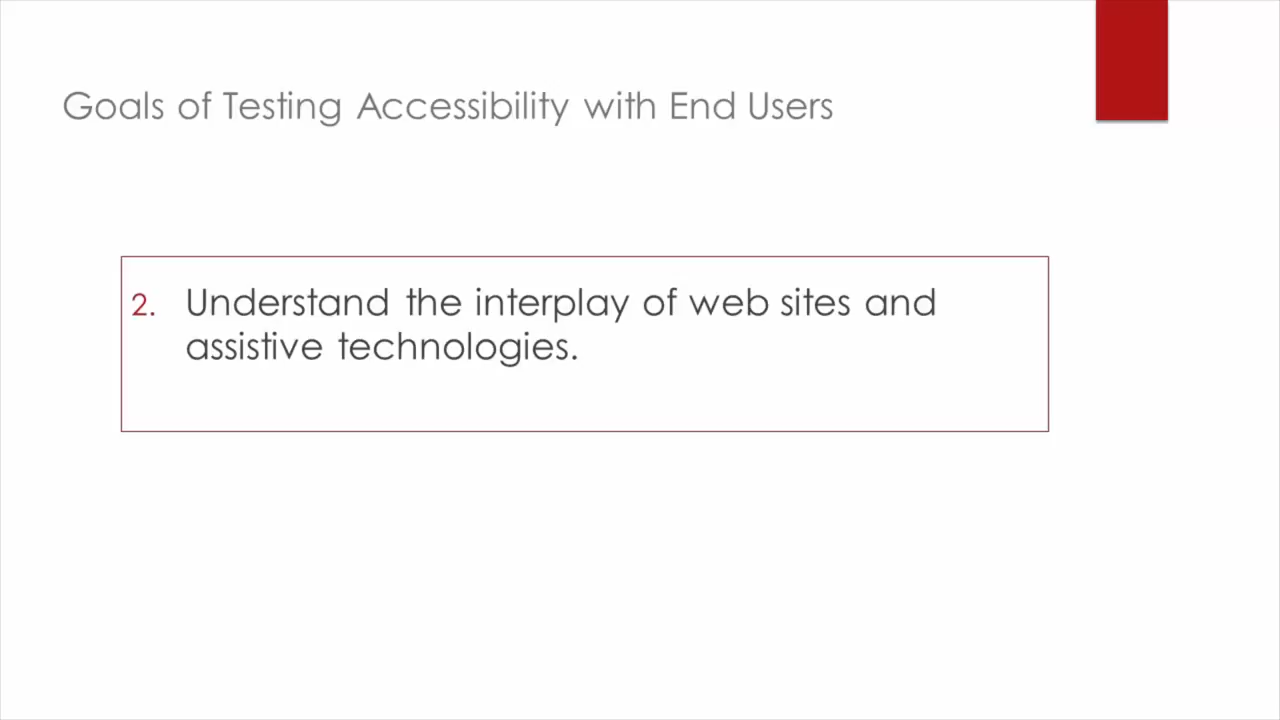 Goals of Testing Accessibility with End Users
2. Understand the interplay of web sites and
assistive technologies.